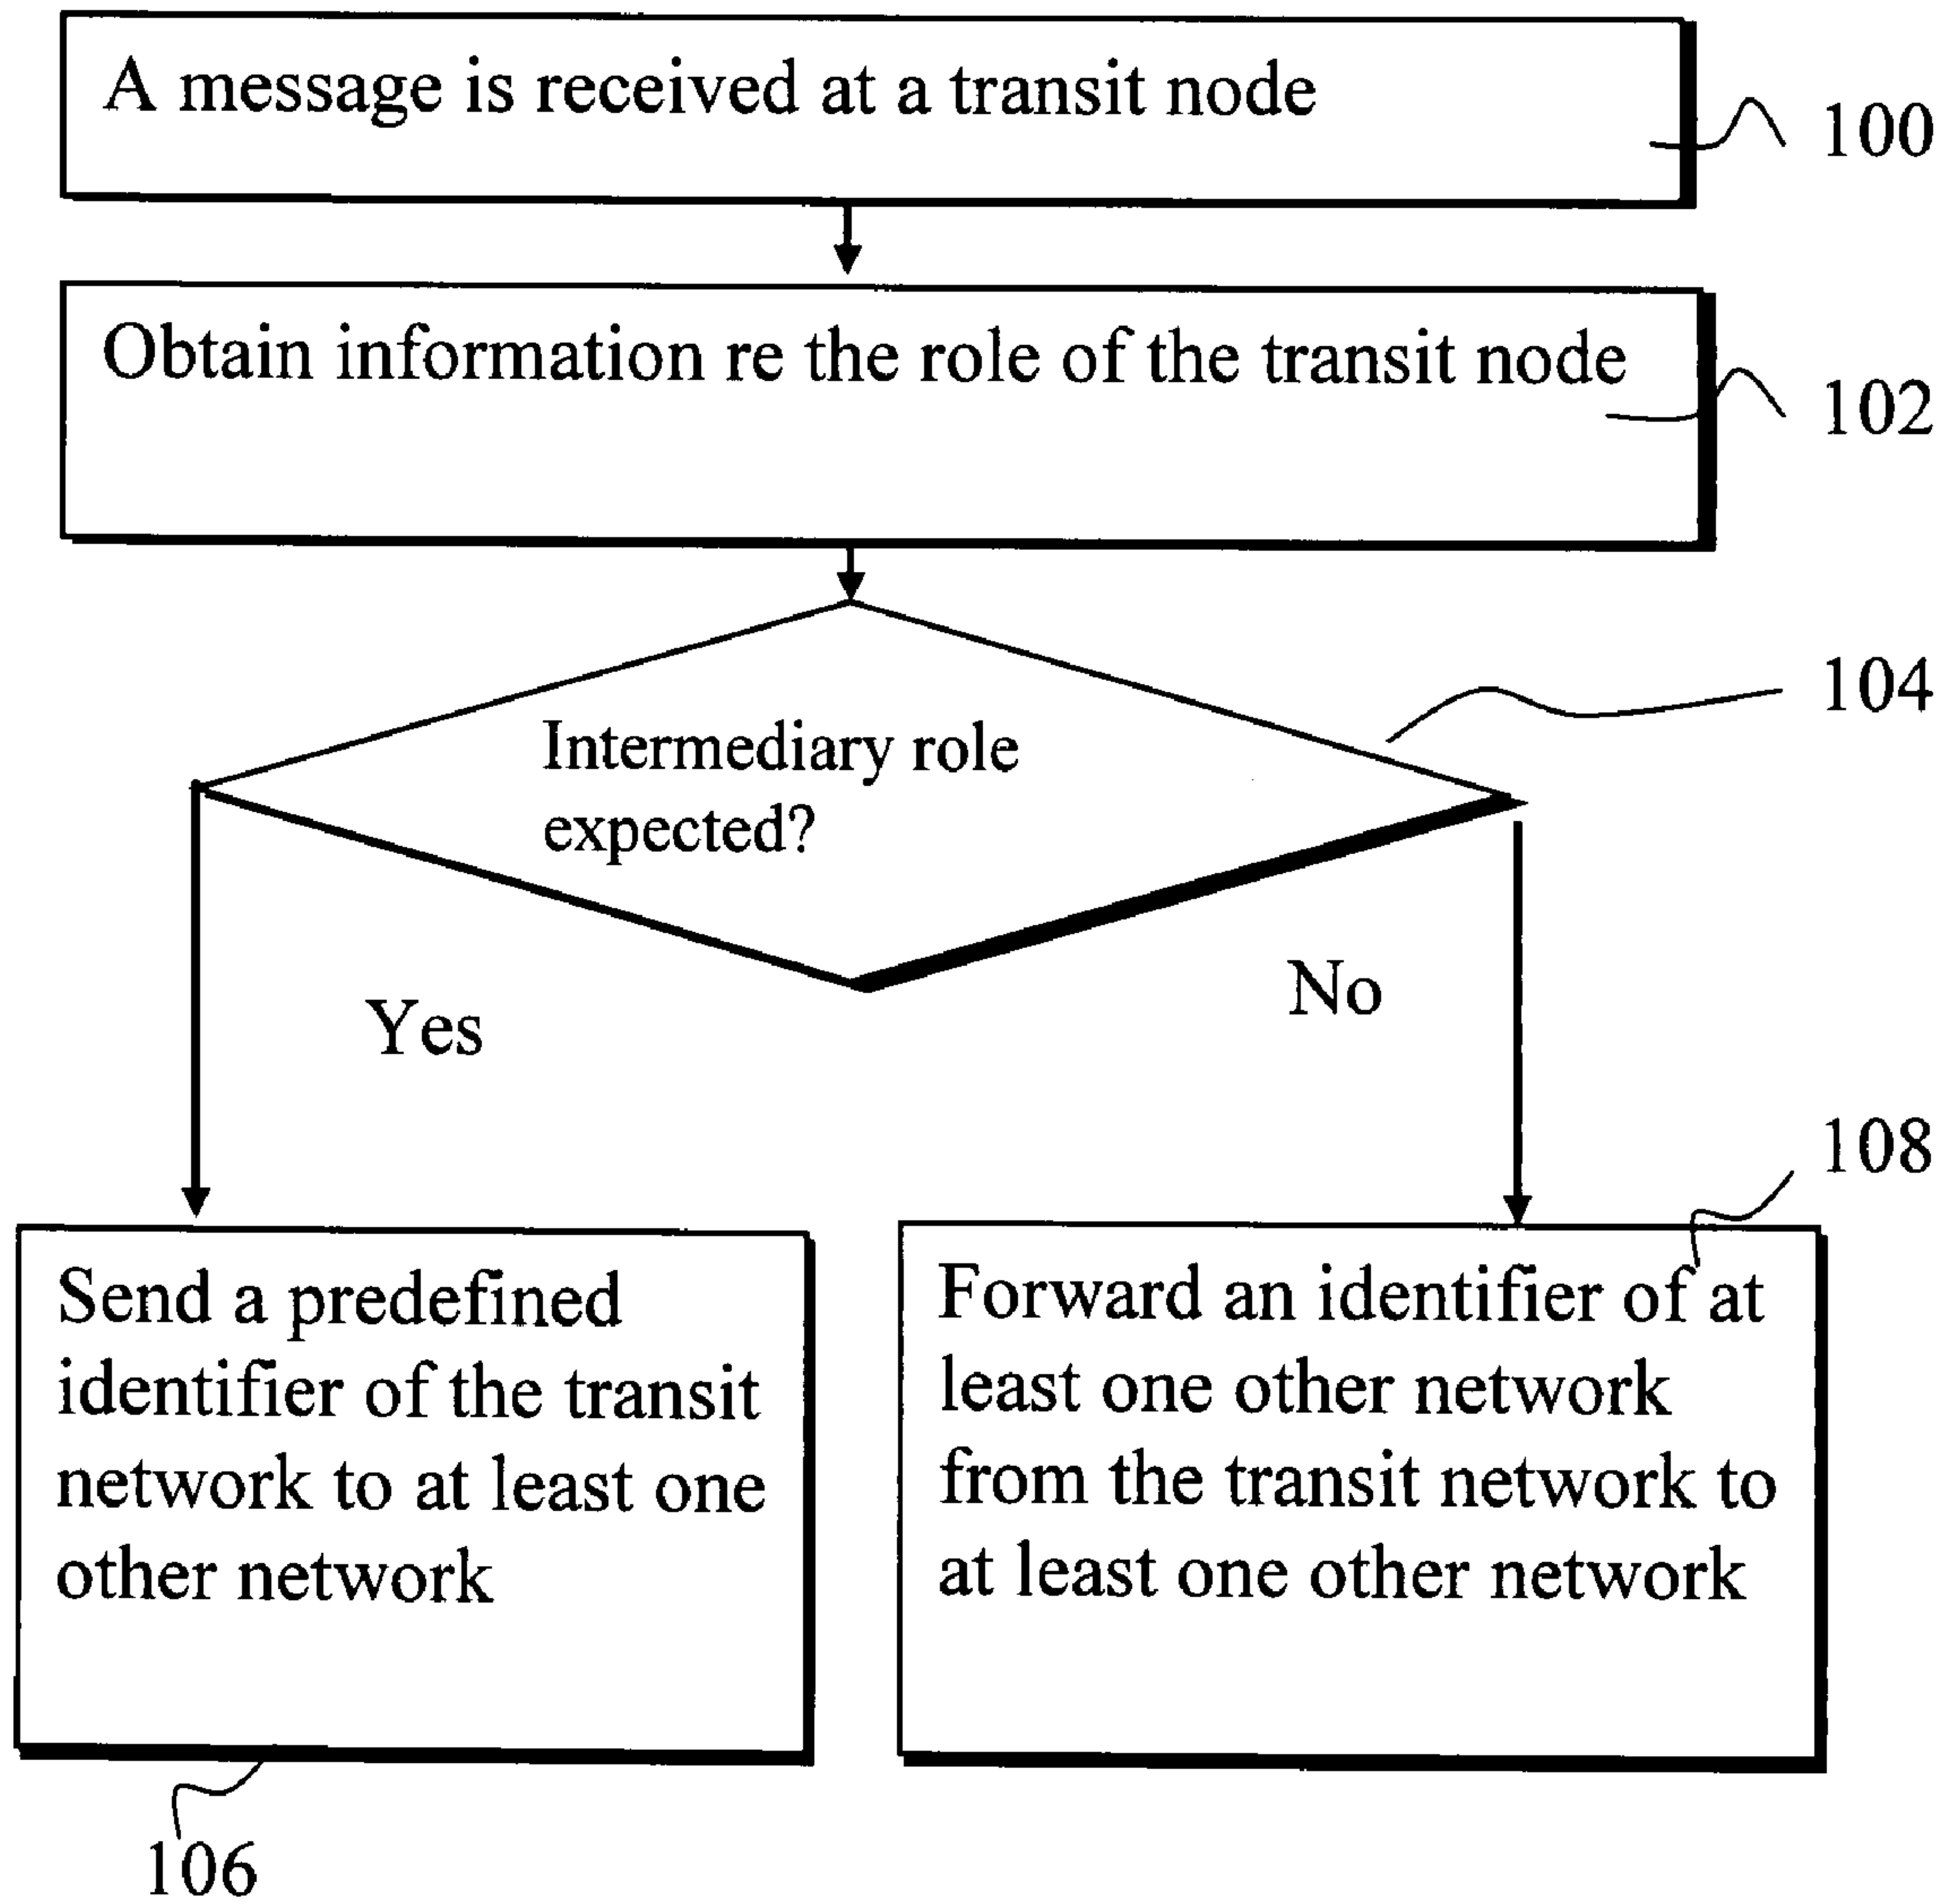 A message is received at a transit node
100
Obtain information re the role of the transit node
102
104
Intermediary role
expected?
Yes
No
108
Send a predefined
identifier of the transit
network to at least one
other network
Forward an identifier of at
least one other network
from the transit network to
at least one other network
106